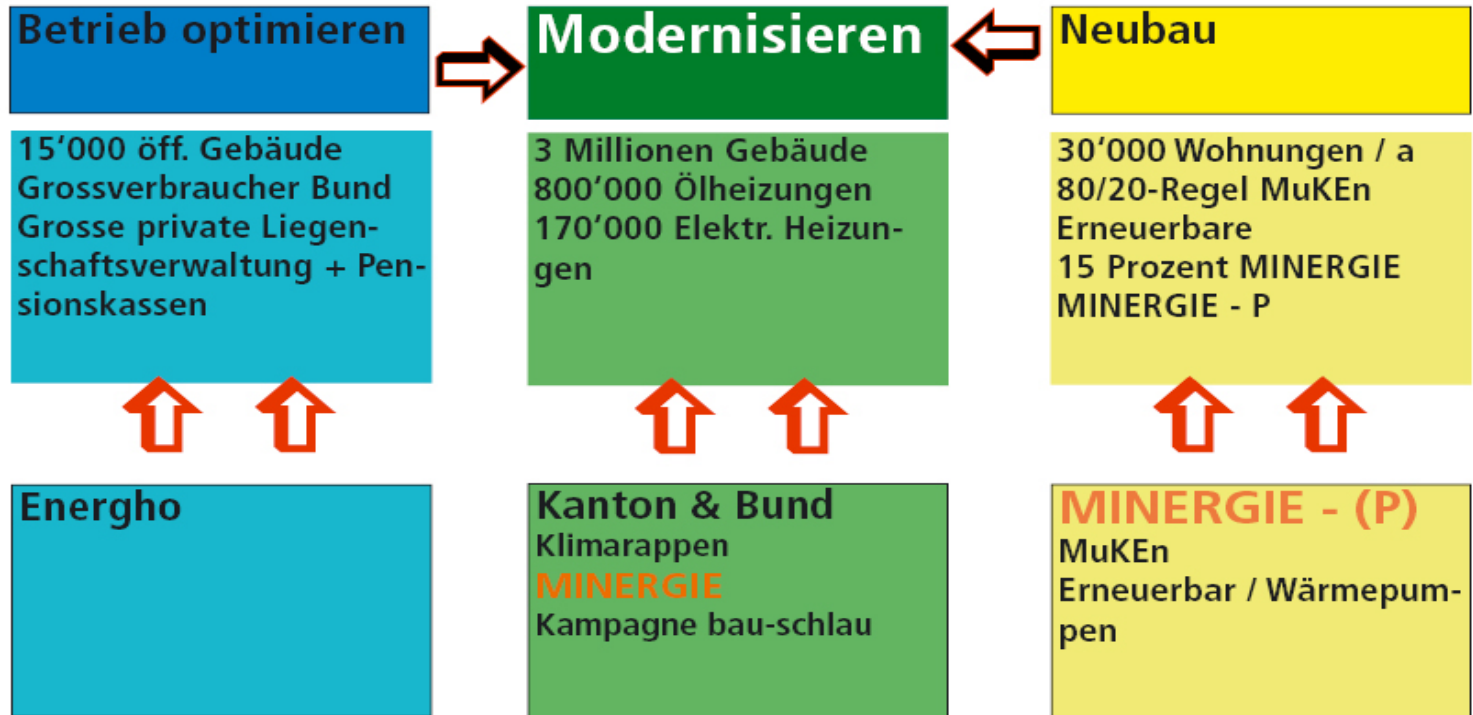 Betrieb optimieren
Modernisieren
Neubau
15’000 öff. Gebäude
Grossverbraucher Bund
Grosse private Liegen-
schaftsverwaltung + Pen-
sionskassen
3 Millionen Gebäude
800’000 Ölheizungen
170’000 Elektr. Heizun-
gen
30’000 Wohnungen / a
80/20-Regel MuKEn
Erneuerbare
15 Prozent MINERGIE
MINERGIE - P
Energho
Kanton & Bund
Klimarappen
MINERGIE
Kampagne bau-schlau
MINERGIE - (P)
MuKEn
Erneuerbar / Wärmepum-
pen